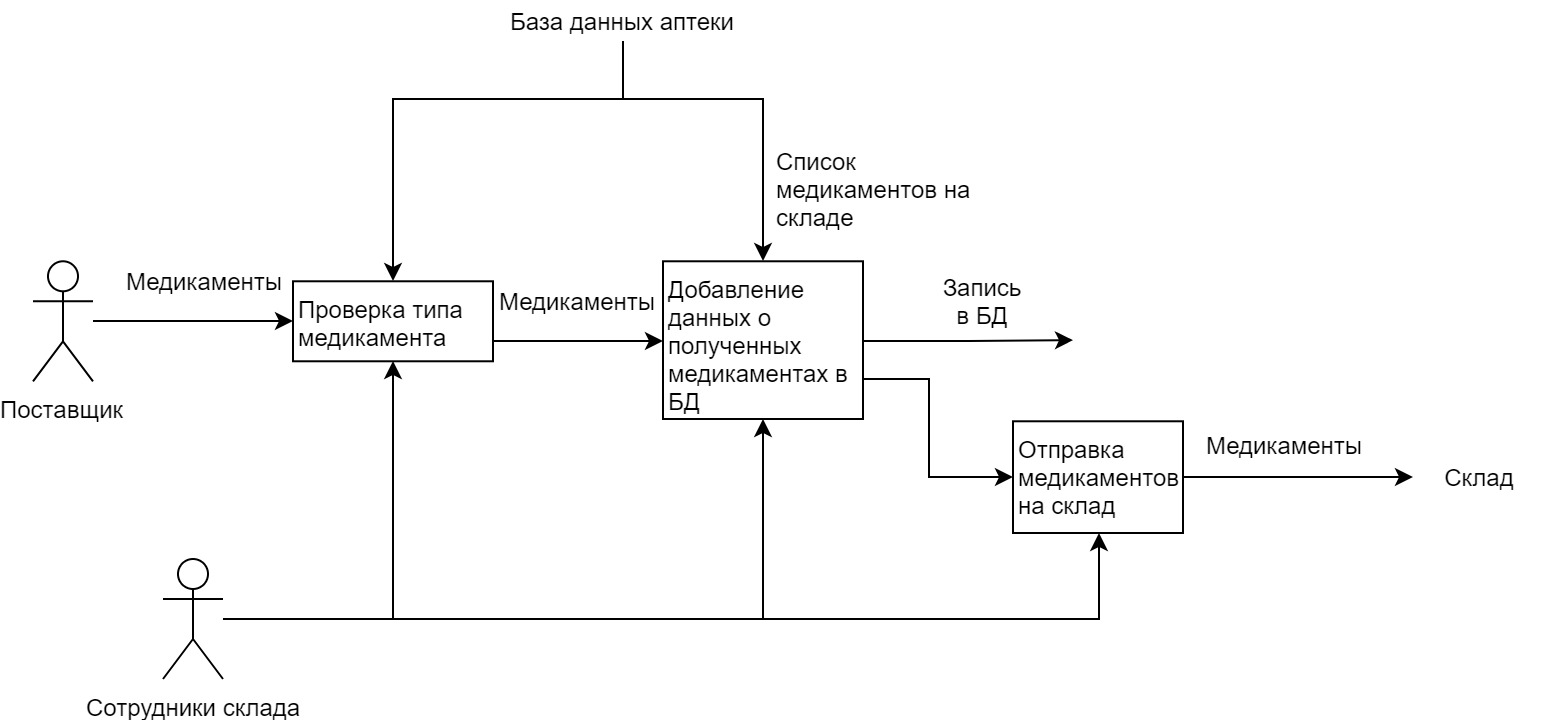 База данных аптеки
Список
медикаментов на
складе
Медикаменты
Проверка типа
медикамента
Медикаменты
Добавление
данных о
полученных
медикаментах в
БД
Запись
в БД
Поставщик
Отправка
медикаментов
на склад
Медикаменты
Склад
Сотрудники склада